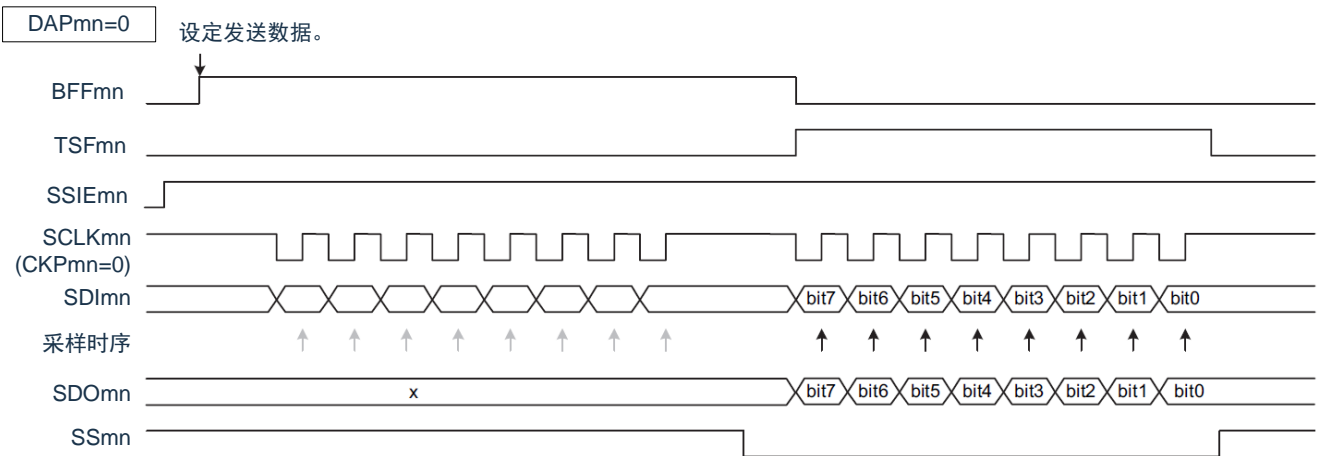 DAPmn=0
设定发送数据。
BFFmn
TSFmn
SSIEmn
SCLKmn
(CKPmn=0)
SDImn
bit7 bit6 bit5 bit4 bit3 bit2 bit1 bit0
采样时序
SDOmn
x
bit7 bit6 bit5 bit4 bit3 bit2 bit1 bit0
SSmn